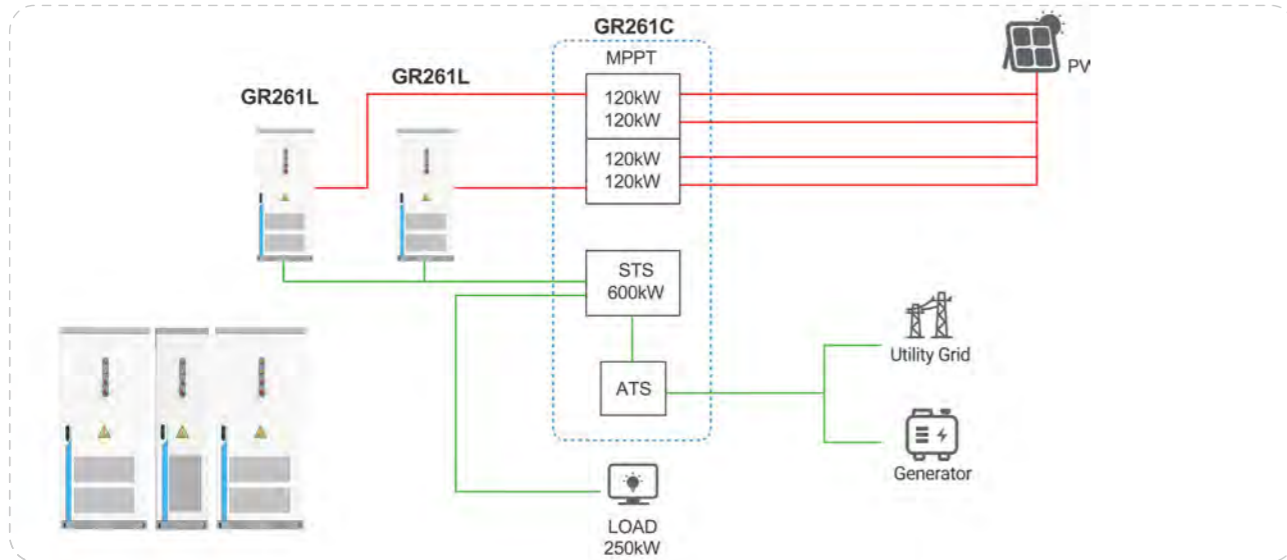 GR261C
MPPT
GR261L
GR261L
120kW
120kW
120kW
120kW
PV
STS
600kW
ATS
Utility Grid
Generator
LOAD
250kW